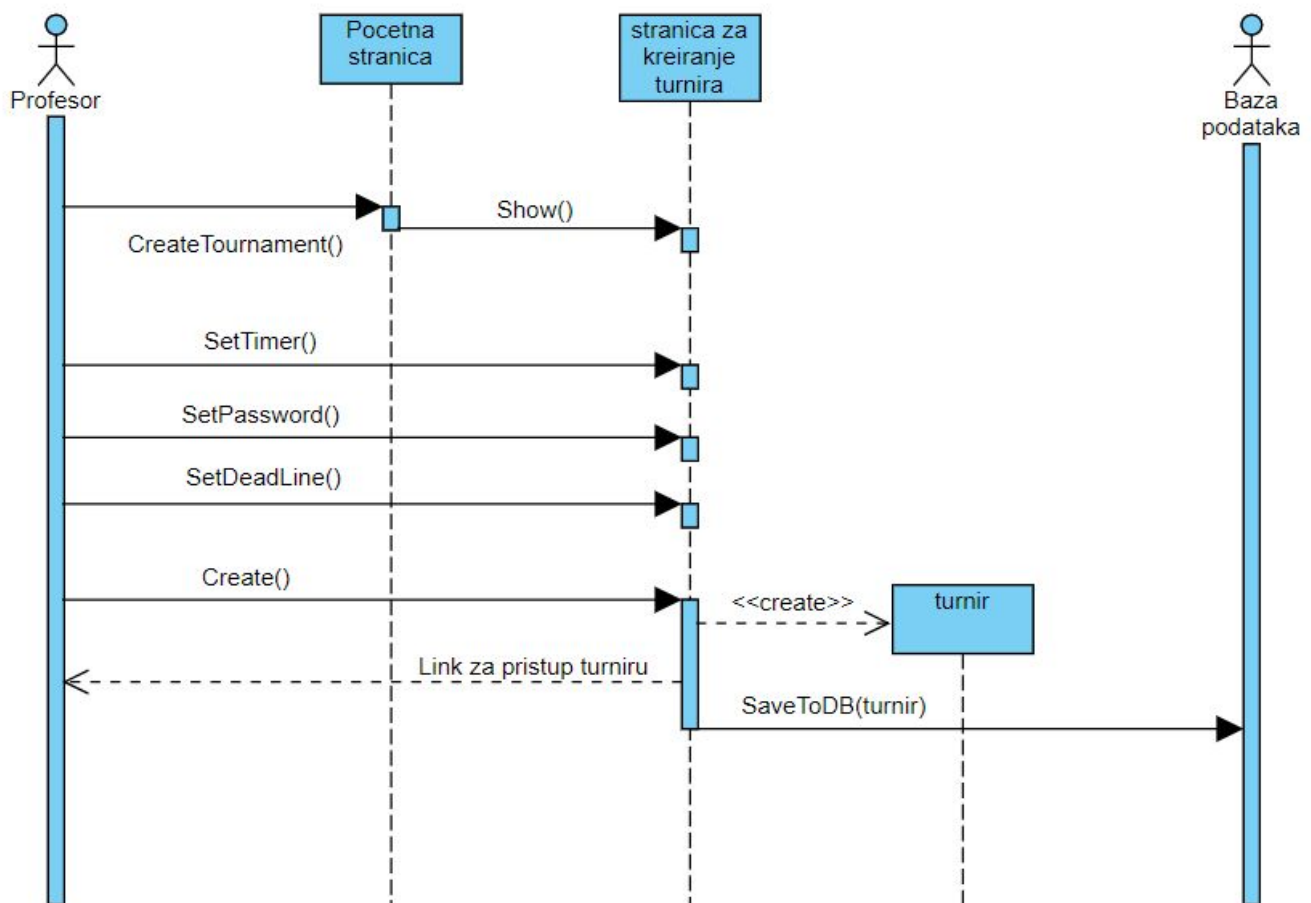 Pocetna
stranica
stranica za
kreiranje
turnira
Profesor
Baza
podataka
Show()
CreateTournament()
SetTimer()
SetPassword()
SetDeadLine()
Create()
<<create>>
turnir
Link za pristup turniru
SaveToDB(turnir)